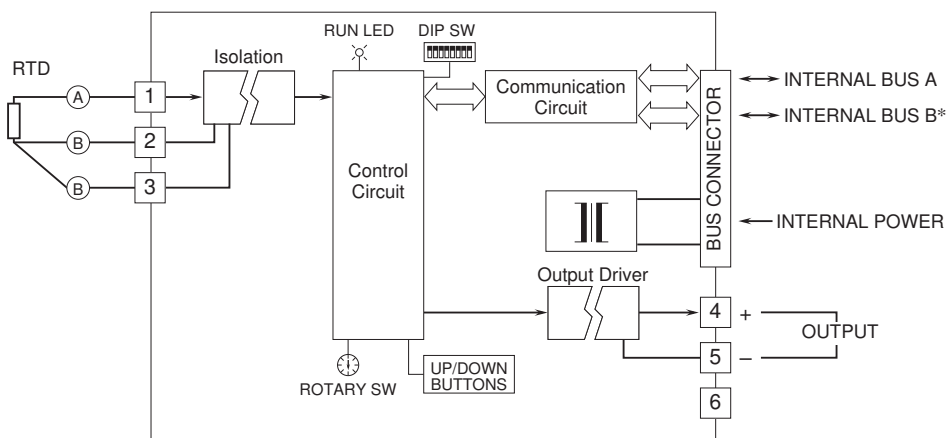 RUN LED
DIP SW
Isolation
RTD
A
1
B
2
B
3
Control
Circuit
Communication
Circuit
BUS CONNECTOR
INTERNAL BUS A
INTERNAL BUS B*
INTERNAL POWER
Output Driver
4 +
OUTPUT
5 –
6
ROTARY SW
UP/DOWN
BUTTONS